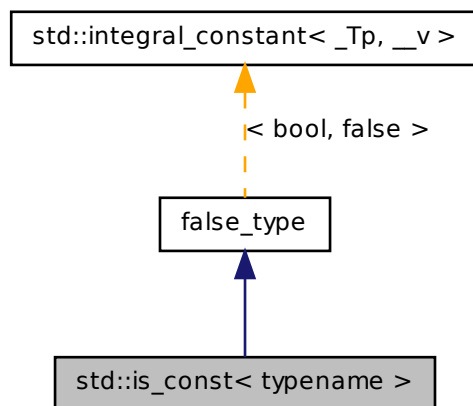 std::integral_constant< _Tp, __v >
< bool, false >
false_type
std::is_const< typename >